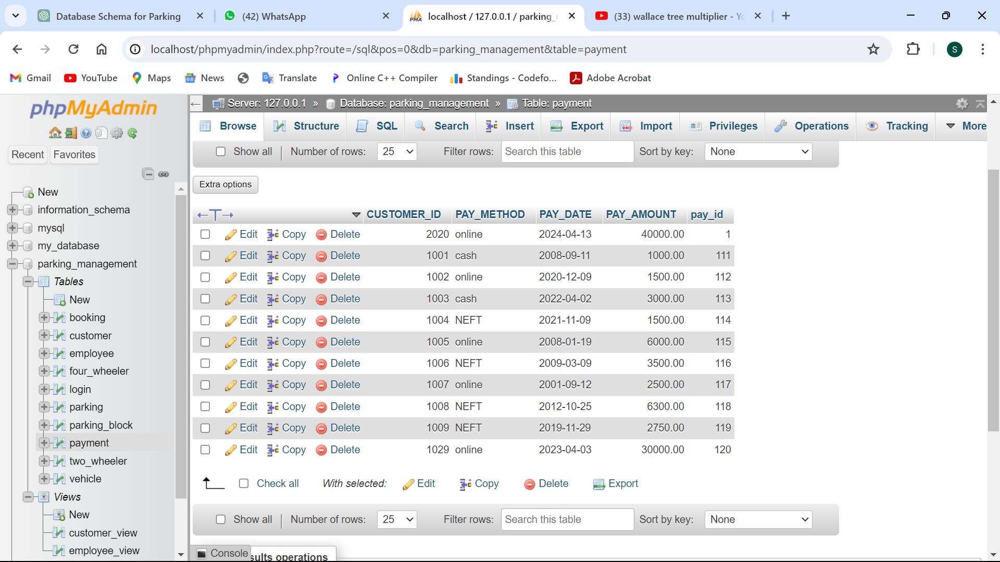 Database Schema for Parking
(42) WhatsApp
localhost / 127.0.0.1 / parking_
(33) wallace tree multiplier - Yo
localhost/phpmyadmin/index.php?route=/sql&pos=0&db=parking_management&table=payment
S
Gmail YouTube Maps News Translate Online C++ Compiler Standings - Codefo... Adobe Acrobat
phpMyAdmin
Recent Favorites
New
information_schema
mysql
my_database
parking_management
Tables
New
booking
customer
employee
four_wheeler
login
parking
parking_block
payment
two_wheeler
vehicle
Views
New
customer_view
employee_view
Server: 127.0.0.1 » Database: parking_management » Table: payment
Browse Structure SQL Search Insert Export Import Privileges Operations Tracking More
Show all Number of rows: 25 Filter rows: Search this table Sort by key: None
Extra options
CUSTOMER_ID PAY_METHOD PAY_DATE PAY_AMOUNT pay_id
Edit Copy Delete 2020 online 2024-04-13 40000.00 1
Edit Copy Delete 1001 cash 2008-09-11 1000.00 111
Edit Copy Delete 1002 online 2020-12-09 1500.00 112
Edit Copy Delete 1003 cash 2022-04-02 3000.00 113
Edit Copy Delete 1004 NEFT 2021-11-09 1500.00 114
Edit Copy Delete 1005 online 2008-01-19 6000.00 115
Edit Copy Delete 1006 NEFT 2009-03-09 3500.00 116
Edit Copy Delete 1007 online 2001-09-12 2500.00 117
Edit Copy Delete 1008 NEFT 2012-10-25 6300.00 118
Edit Copy Delete 1009 NEFT 2019-11-29 2750.00 119
Edit Copy Delete 1029 online 2023-04-03 30000.00 120
Check all With selected: Edit Copy Delete Export
Show all Number of rows: 25 Filter rows: Search this table Sort by key: None
Console sults operations